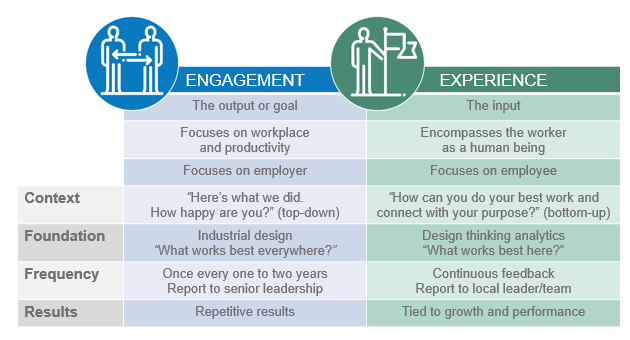 ENGAGEMENT
EXPERIENCE
The output or goal
The input
Focuses on workplace
and productivity
Encompasses the worker
as a human being
Focuses on employer
Focuses on employee
Context
“Here’s what we did.
How happy are you?” (top-down)
“How can you do your best work and
connect with your purpose?” (bottom-up)
Foundation
Industrial design
“What works best everywhere?”
Design thinking analytics
“What works best here?”
Frequency
Once every one to two years
Report to senior leadership
Continuous feedback
Report to local leader/team
Results
Repetitive results
Tied to growth and performance